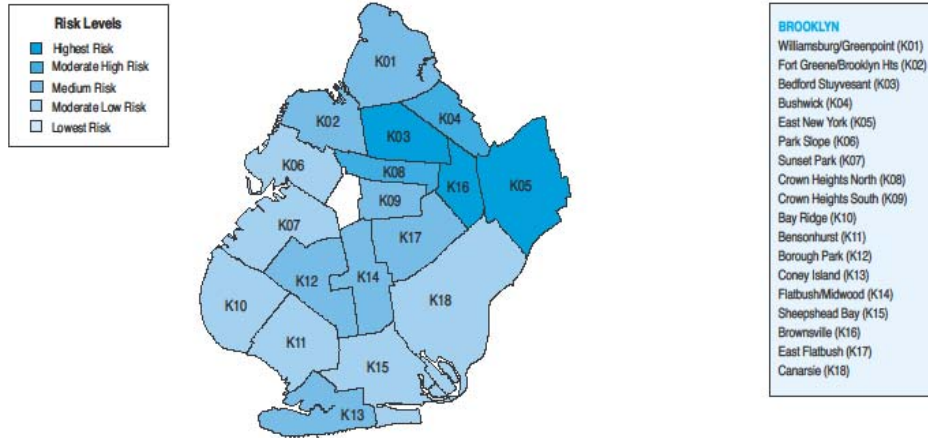 Risk Levels
Highest Risk
Moderate High Risk
Medium Risk
Moderate Low Risk
Lowest Risk
K01
K02
K03
K04
K05
K06
K08
K16
K09
K07
K17
K12
K14
K18
K10
K11
K15
K13
BROOKLYN
Williamsburg/Greenpoint (K01)
Fort Greene/Brooklyn Hts (K02)
Bedford Stuyvesant (K03)
Bushwick (K04)
East New York (K05)
Park Slope (K06)
Sunset Park (K07)
Crown Heights North (K08)
Crown Heights South (K09)
Bay Ridge (K10)
Bensonhurst (K11)
Borough Park (K12)
Coney Island (K13)
Flatbush/Midwood (K14)
Sheepshead Bay (K15)
Brownsville (K16)
East Flatbush (K17)
Canarsie (K18)